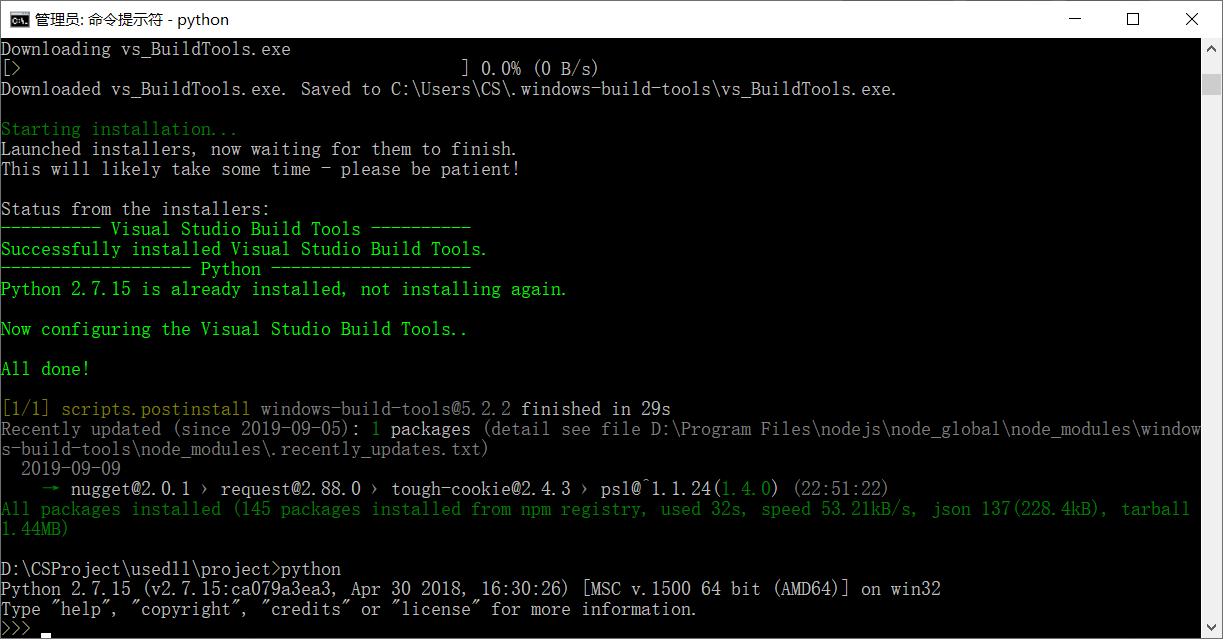 管理员: 命令提示符 - python
Downloading vs_BuildTools.exe
[> ] 0.0% (0 B/s)
Downloaded vs_BuildTools.exe. Saved to C:\Users\CS\.windows-build-tools\vs_BuildTools.exe.
Starting installation...
Launched installers, now waiting for them to finish.
This will likely take some time - please be patient!
Status from the installers:
---------- Visual Studio Build Tools ----------
Successfully installed Visual Studio Build Tools.
------------------- Python --------------------
Python 2.7.15 is already installed, not installing again.
Now configuring the Visual Studio Build Tools..
All done!
[1/1] scripts.postinstall windows-build-tools@5.2.2 finished in 29s
Recently updated (since 2019-09-05): 1 packages (detail see file D:\Program Files\nodejs\node_global\node_modules\window
s-build-tools\node_modules\.recently_updates.txt)
2019-09-09
→ nugget@2.0.1 › request@2.88.0 › tough-cookie@2.4.3 › psl@^1.1.24(1.4.0) (22:51:22)
All packages installed (145 packages installed from npm registry, used 32s, speed 53.21kB/s, json 137(228.4kB), tarball
1.44MB)
D:\CSProject\usedll\project>python
Python 2.7.15 (v2.7.15:ca079a3ea3, Apr 30 2018, 16:30:26) [MSC v.1500 64 bit (AMD64)] on win32
Type "help", "copyright", "credits" or "license" for more information.
>>>